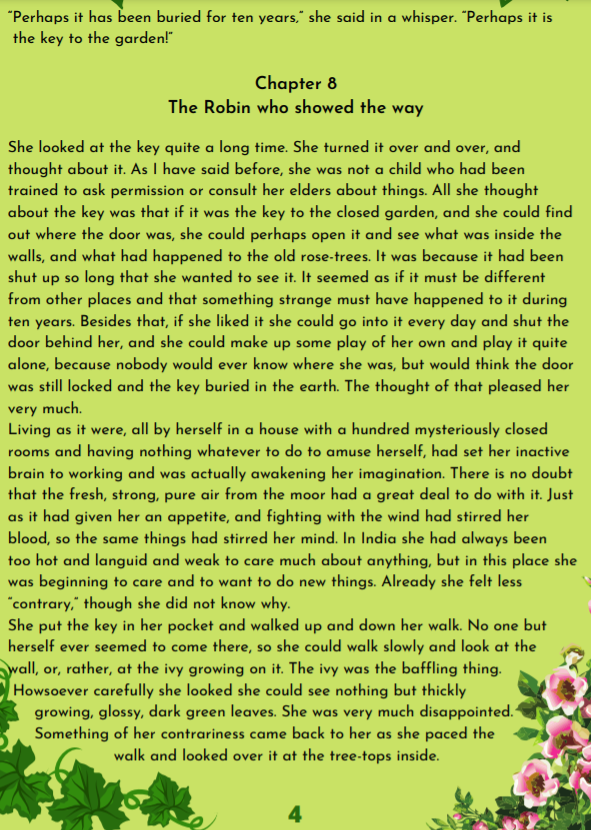 “Perhaps it has been buried for ten years,” she said in a whisper. “Perhaps it is
the key to the garden!”
Chapter 8
The Robin who showed the way
She looked at the key quite a long time. She turned it over and over, and
thought about it. As I have said before, she was not a child who had been
trained to ask permission or consult her elders about things. All she thought
about the key was that if it was the key to the closed garden, and she could find
out where the door was, she could perhaps open it and see what was inside the
walls, and what had happened to the old rose-trees. It was because it had been
shut up so long that she wanted to see it. It seemed as if it must be different
from other places and that something strange must have happened to it during
ten years. Besides that, if she liked it she could go into it every day and shut the
door behind her, and she could make up some play of her own and play it quite
alone, because nobody would ever know where she was, but would think the door
was still locked and the key buried in the earth. The thought of that pleased her
very much.
Living as it were, all by herself in a house with a hundred mysteriously closed
rooms and having nothing whatever to do to amuse herself, had set her inactive
brain to working and was actually awakening her imagination. There is no doubt
that the fresh, strong, pure air from the moor had a great deal to do with it. Just
as it had given her an appetite, and fighting with the wind had stirred her
blood, so the same things had stirred her mind. In India she had always been
too hot and languid and weak to care much about anything, but in this place she
was beginning to care and to want to do new things. Already she felt less
“contrary,” though she did not know why.
She put the key in her pocket and walked up and down her walk. No one but
herself ever seemed to come there, so she could walk slowly and look at the
wall, or, rather, at the ivy growing on it. The ivy was the baffling thing.
Howsoever carefully she looked she could see nothing but thickly
growing, glossy, dark green leaves. She was very much disappointed.
Something of her contrariness came back to her as she paced the
walk and looked over it at the tree-tops inside.
4